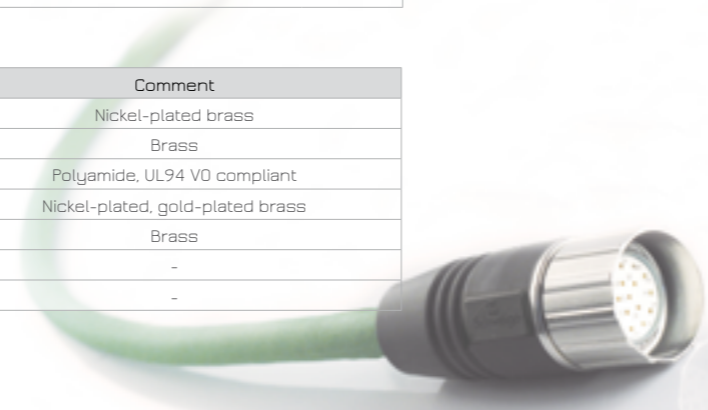 Comment
Nickel-plated brass
Brass
Polyamide, UL94 V0 compliant
Nickel-plated, gold-plated brass
Brass
-
-